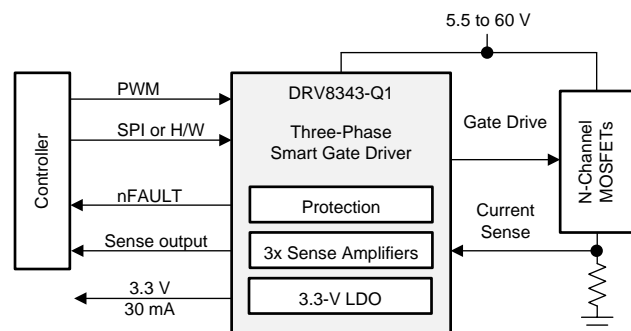 5.5 to 60 V
Controller
PWM
SPI or H/W
nFAULT
Sense output
3.3 V
30 mA
DRV8343-Q1
Three-Phase
Smart Gate Driver
Protection
3x Sense Amplifiers
3.3-V LDO
Gate Drive
Current
Sense
N-Channel
MOSFETs